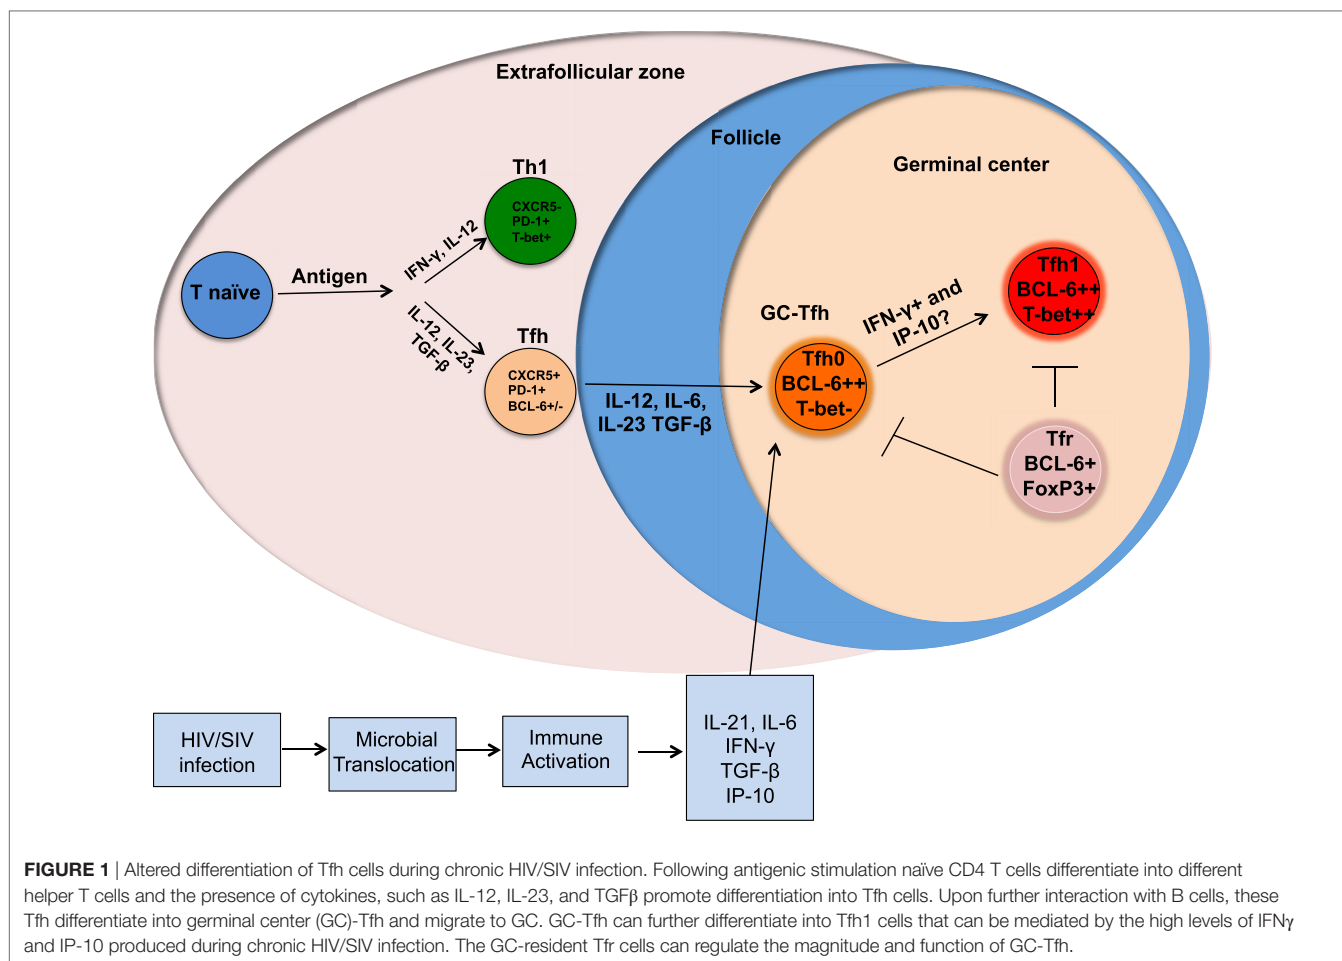 Extrafollicular zone
Follicle
Germinal center
Th1
CXCR5-
PD-1+
T-bet+
IFN-γ, IL-12
T naïve
Antigen
IL-12, IL-23,
TGF-β
Tfh
CXCR5+
PD-1+
BCL-6+/-
IL-12, IL-6,
IL-23 TGF-β
GC-Tfh
Tfh0
BCL-6++
T-bet-
IFN-γ+ and
IP-10?
Tfh1
BCL-6++
T-bet++
Tfr
BCL-6+
FoxP3+
HIV/SIV
infection
Microbial
Translocation
Immune
Activation
IL-21, IL-6
IFN-γ
TGF-β
IP-10
FIGURE 1 | Altered differentiation of Tfh cells during chronic HIV/SIV infection. Following antigenic stimulation naïve CD4 T cells differentiate into different
helper T cells and the presence of cytokines, such as IL-12, IL-23, and TGFβ promote differentiation into Tfh cells. Upon further interaction with B cells, these
Tfh differentiate into germinal center (GC)-Tfh and migrate to GC. GC-Tfh can further differentiate into Tfh1 cells that can be mediated by the high levels of IFNγ
and IP-10 produced during chronic HIV/SIV infection. The GC-resident Tfr cells can regulate the magnitude and function of GC-Tfh.